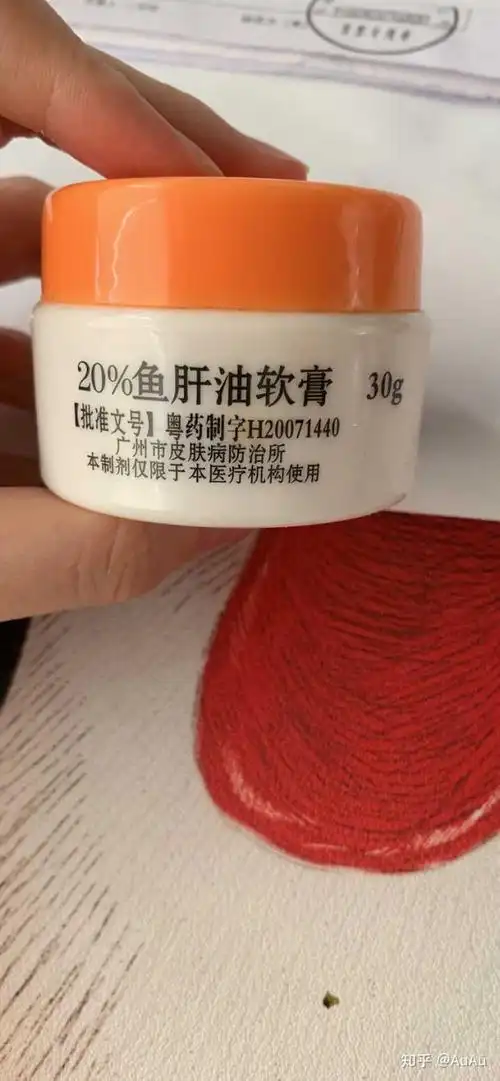 20%鱼肝油软膏 30g
【批准文号】粤药制字H20071440
广州市皮肤病防治所
本制剂仅限于本医疗机构使用
知乎 @AuAu